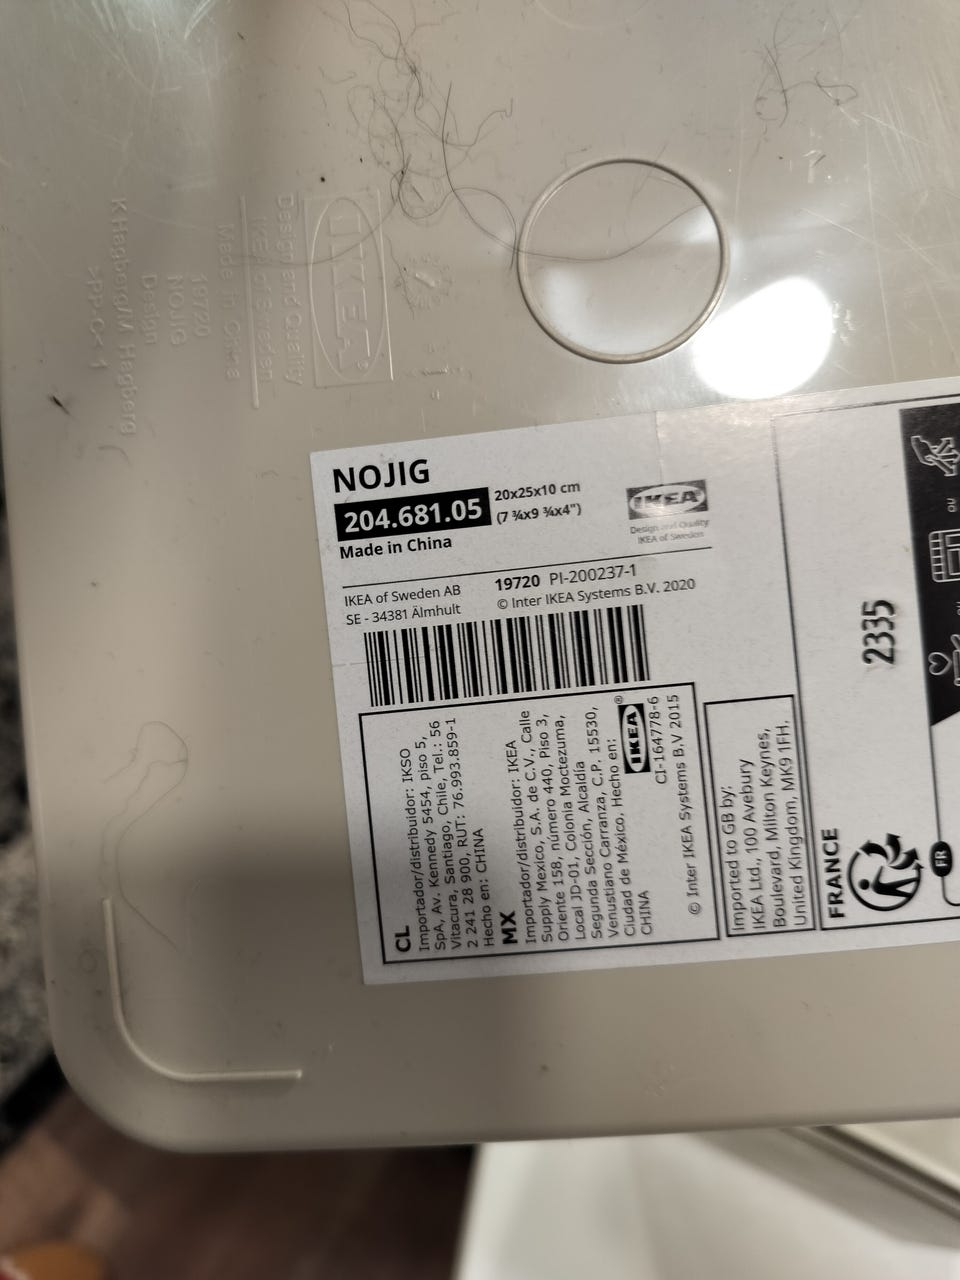 IKEA®
Design and Quality
IKEA of Sweden
Made in China
19720
NOJIG
Design
K Hagberg/M Hagberg
>PP-C< 1
NOJIG
204.681.05
20x25x10 cm
(7 ¾x9 ¾x4")
Made in China
IKEA
Design and Quality
IKEA of Sweden
IKEA of Sweden AB
SE - 34381 Älmhult
19720 PI-200237-1
© Inter IKEA Systems B.V. 2020
CL
Importador/distribuidor: IKSO
SpA, Av. Kennedy 5454, piso 5,
Vitacura, Santiago, Chile, Tel.: 56
2 241 28 900, RUT: 76.993.859-1
Hecho en: CHINA
MX
Importador/distribuidor: IKEA
Supply Mexico, S.A. de C.V., Calle
Oriente 158, número 440, Piso 3,
Local JD-01, Colonia Moctezuma,
Segunda Sección, Alcaldía
Venustiano Carranza, C.P. 15530,
Ciudad de México. Hecho en:
CHINA
IKEA®
CI-164778-6
© Inter IKEA Systems B.V 2015
Imported to GB by:
IKEA Ltd., 100 Avebury
Boulevard, Milton Keynes,
United Kingdom, MK9 1FH.
2335
FRANCE
FR
OU